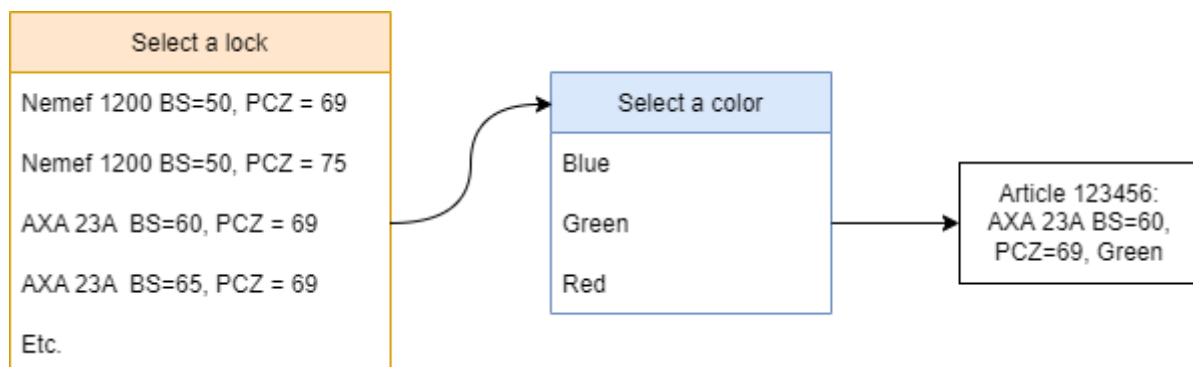 Select a lock
Nemef 1200 BS=50, PCZ = 69
Nemef 1200 BS=50, PCZ = 75
AXA 23A  BS=60, PCZ = 69
AXA 23A  BS=65, PCZ = 69
Etc.
Select a color
Blue
Green
Red
Article 123456:
AXA 23A BS=60,
PCZ=69, Green